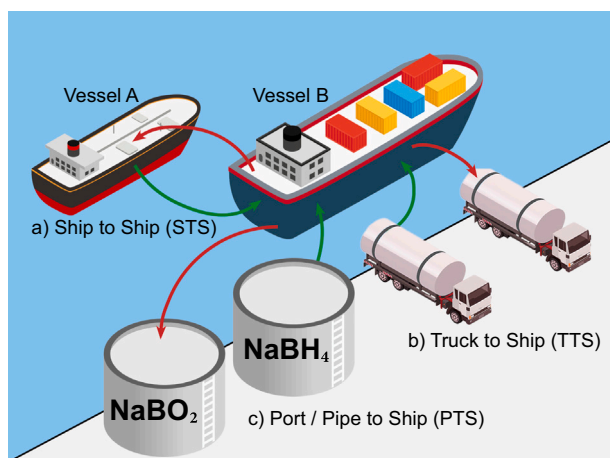 Vessel A
Vessel B
a) Ship to Ship (STS)
b) Truck to Ship (TTS)
NaBH₄
NaBO₂
c) Port / Pipe to Ship (PTS)